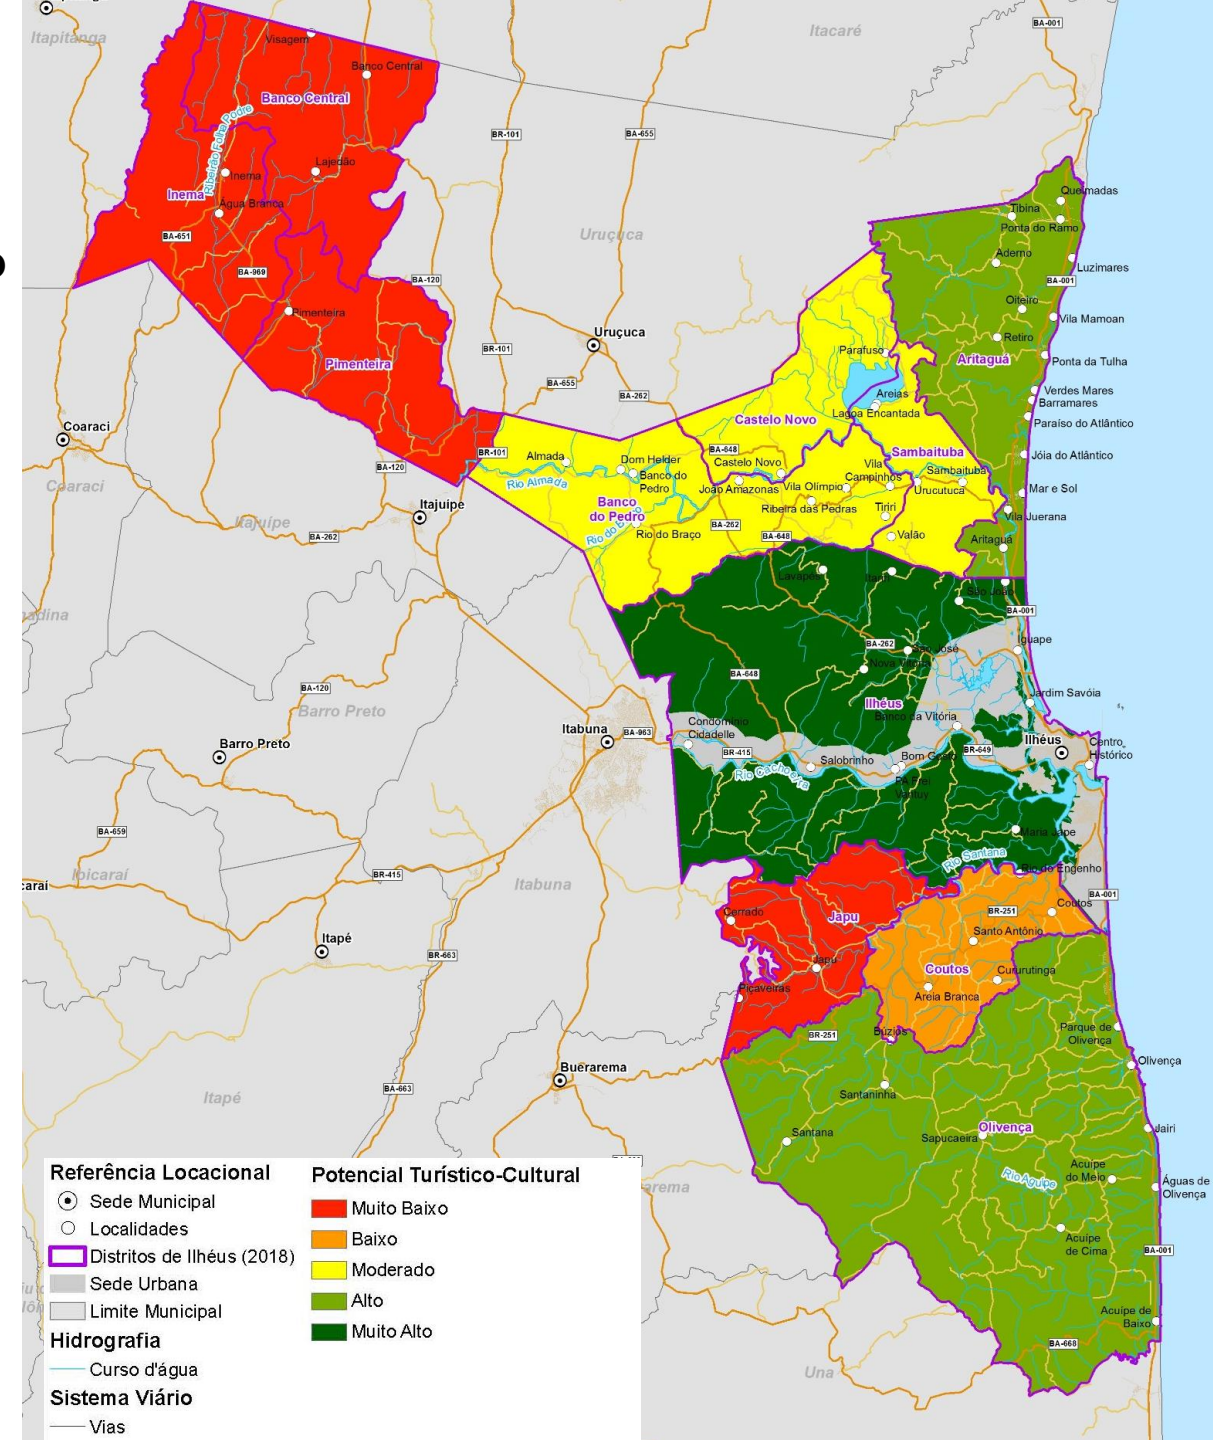 Itapitanga
Itacaré
BA-001
Visagem
Banco Central
Banco Central
Ribeirão Folha Podre
BR-101
BA-655
Lajedão
Inema
Inema
Água Branca
BA-651
BA-969
BA-120
Uruçuca
Queimadas
Tibina
Ponta do Ramo
Aderno
Luzimares
BA-001
Oiteiro
Vila Mamoan
Retiro
Aritaguá
Ponta da Tulha
Pimenteira
Pimenteira
Uruçuca
BR-101
BA-655
BA-262
Parafuso
Areias
Lagoa Encantada
Verdes Mares
Barramares
Paraíso do Atlântico
Castelo Novo
Coaraci
Coaraci
BR-101
BA-120
Almada
Rio Almada
Dom Helder
Banco do
Pedro
BA-648
Castelo Novo
João Amazonas
Vila Olímpio
Vila
Campinhos
Sambaituba
Sambaituba
Urucutuca
Jóia do Atlântico
Mar e Sol
Vila Juerana
Banco
do Pedro
Rio do Braço
Ribeira das Pedras
Tiriri
Valão
Aritaguá
BA-262
BA-648
Itajuípe
Itajuípe
BA-262
Lavapés
São João
BA-001
Iguape
BA-262
São José
Nova Vitória
BA-648
Ilhéus
Jardim Savóia
Banco da Vitória
BA-120
Barro Preto
Barro Preto
Itabuna
BA-963
Condomínio
Cidadelle
BR-415
Rio Cachoeira
Salobrinho
Bom Gosto
PA Frei
Vantuy
BR-649
Ilhéus
Centro
Histórico
BA-659
Maria Jape
Rio Santana
Rio do Engenho
BA-001
BR-415
Itabuna
Japu
Cerrado
Coutos
BR-251
Santo Antônio
Itapé
BR-663
Japu
Coutos
Cururutinga
Areia Branca
Piçaveiras
BR-251
Búzios
Parque de
Olivença
Olivença
Buerarema
BA-663
Itapé
Santaninha
Santana
Sapucaeira
Olivença
Jairi
Acuípe
do Meio
Águas de
Olivença
Acuípe
de Cima
BA-001
Acuípe de
Baixo
BA-668
Una
Referência Locacional
Sede Municipal
Localidades
Distritos de Ilhéus (2018)
Sede Urbana
Limite Municipal
Hidrografia
Curso d'água
Sistema Viário
Vias
Potencial Turístico-Cultural
Muito Baixo
Baixo
Moderado
Alto
Muito Alto